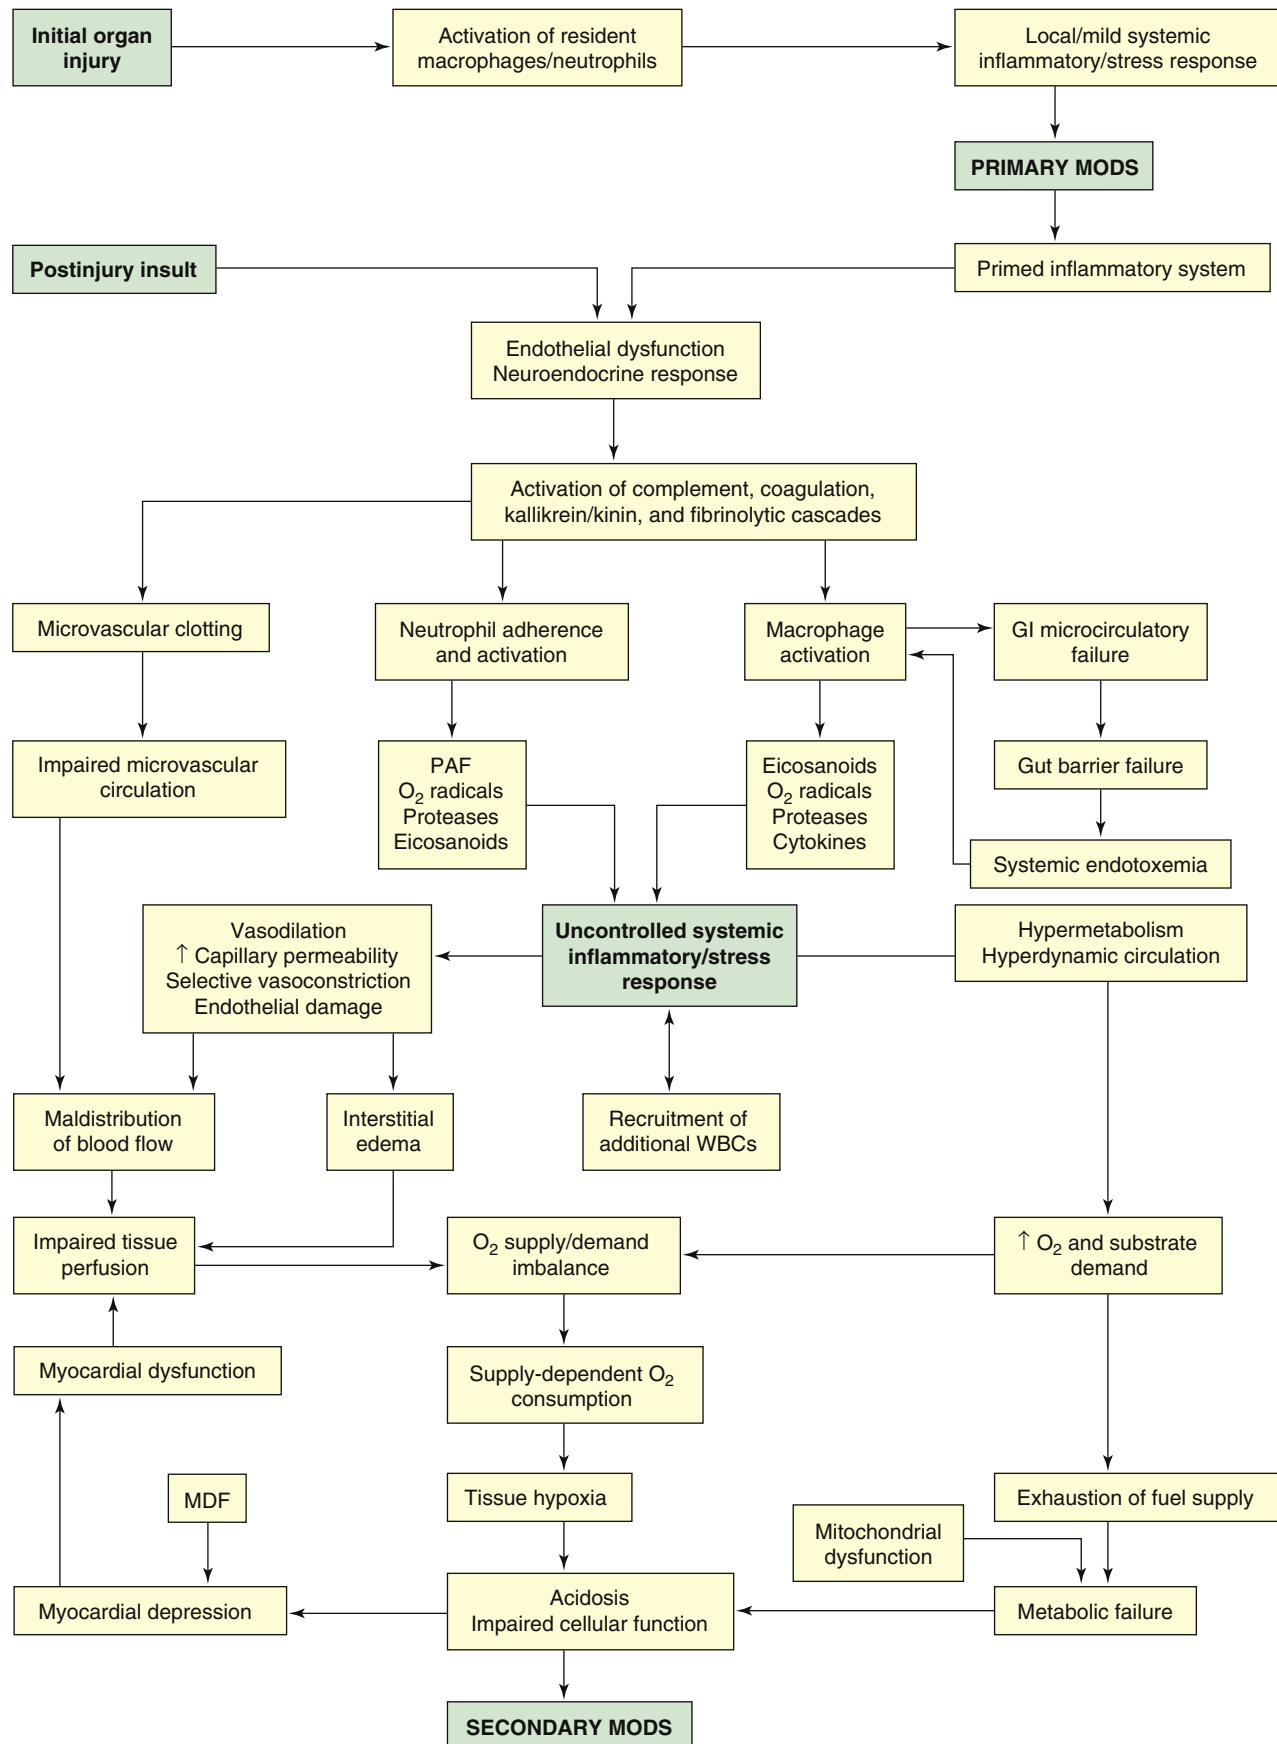 Initial organ
injury
Activation of resident
macrophages/neutrophils
Local/mild systemic
inflammatory/stress response
PRIMARY MODS
Postinjury insult
Primed inflammatory system
Endothelial dysfunction
Neuroendocrine response
Activation of complement, coagulation,
kallikrein/kinin, and fibrinolytic cascades
Microvascular clotting
Neutrophil adherence
and activation
Macrophage
activation
GI microcirculatory
failure
Impaired microvascular
circulation
PAF
O₂ radicals
Proteases
Eicosanoids
Eicosanoids
O₂ radicals
Proteases
Cytokines
Gut barrier failure
Systemic endotoxemia
Vasodilation
↑ Capillary permeability
Selective vasoconstriction
Endothelial damage
Uncontrolled systemic
inflammatory/stress
response
Hypermetabolism
Hyperdynamic circulation
Maldistribution
of blood flow
Interstitial
edema
Recruitment of
additional WBCs
Impaired tissue
perfusion
O₂ supply/demand
imbalance
↑ O₂ and substrate
demand
Myocardial dysfunction
Supply-dependent O₂
consumption
MDF
Tissue hypoxia
Mitochondrial
dysfunction
Exhaustion of fuel supply
Myocardial depression
Acidosis
Impaired cellular function
Metabolic failure
SECONDARY MODS